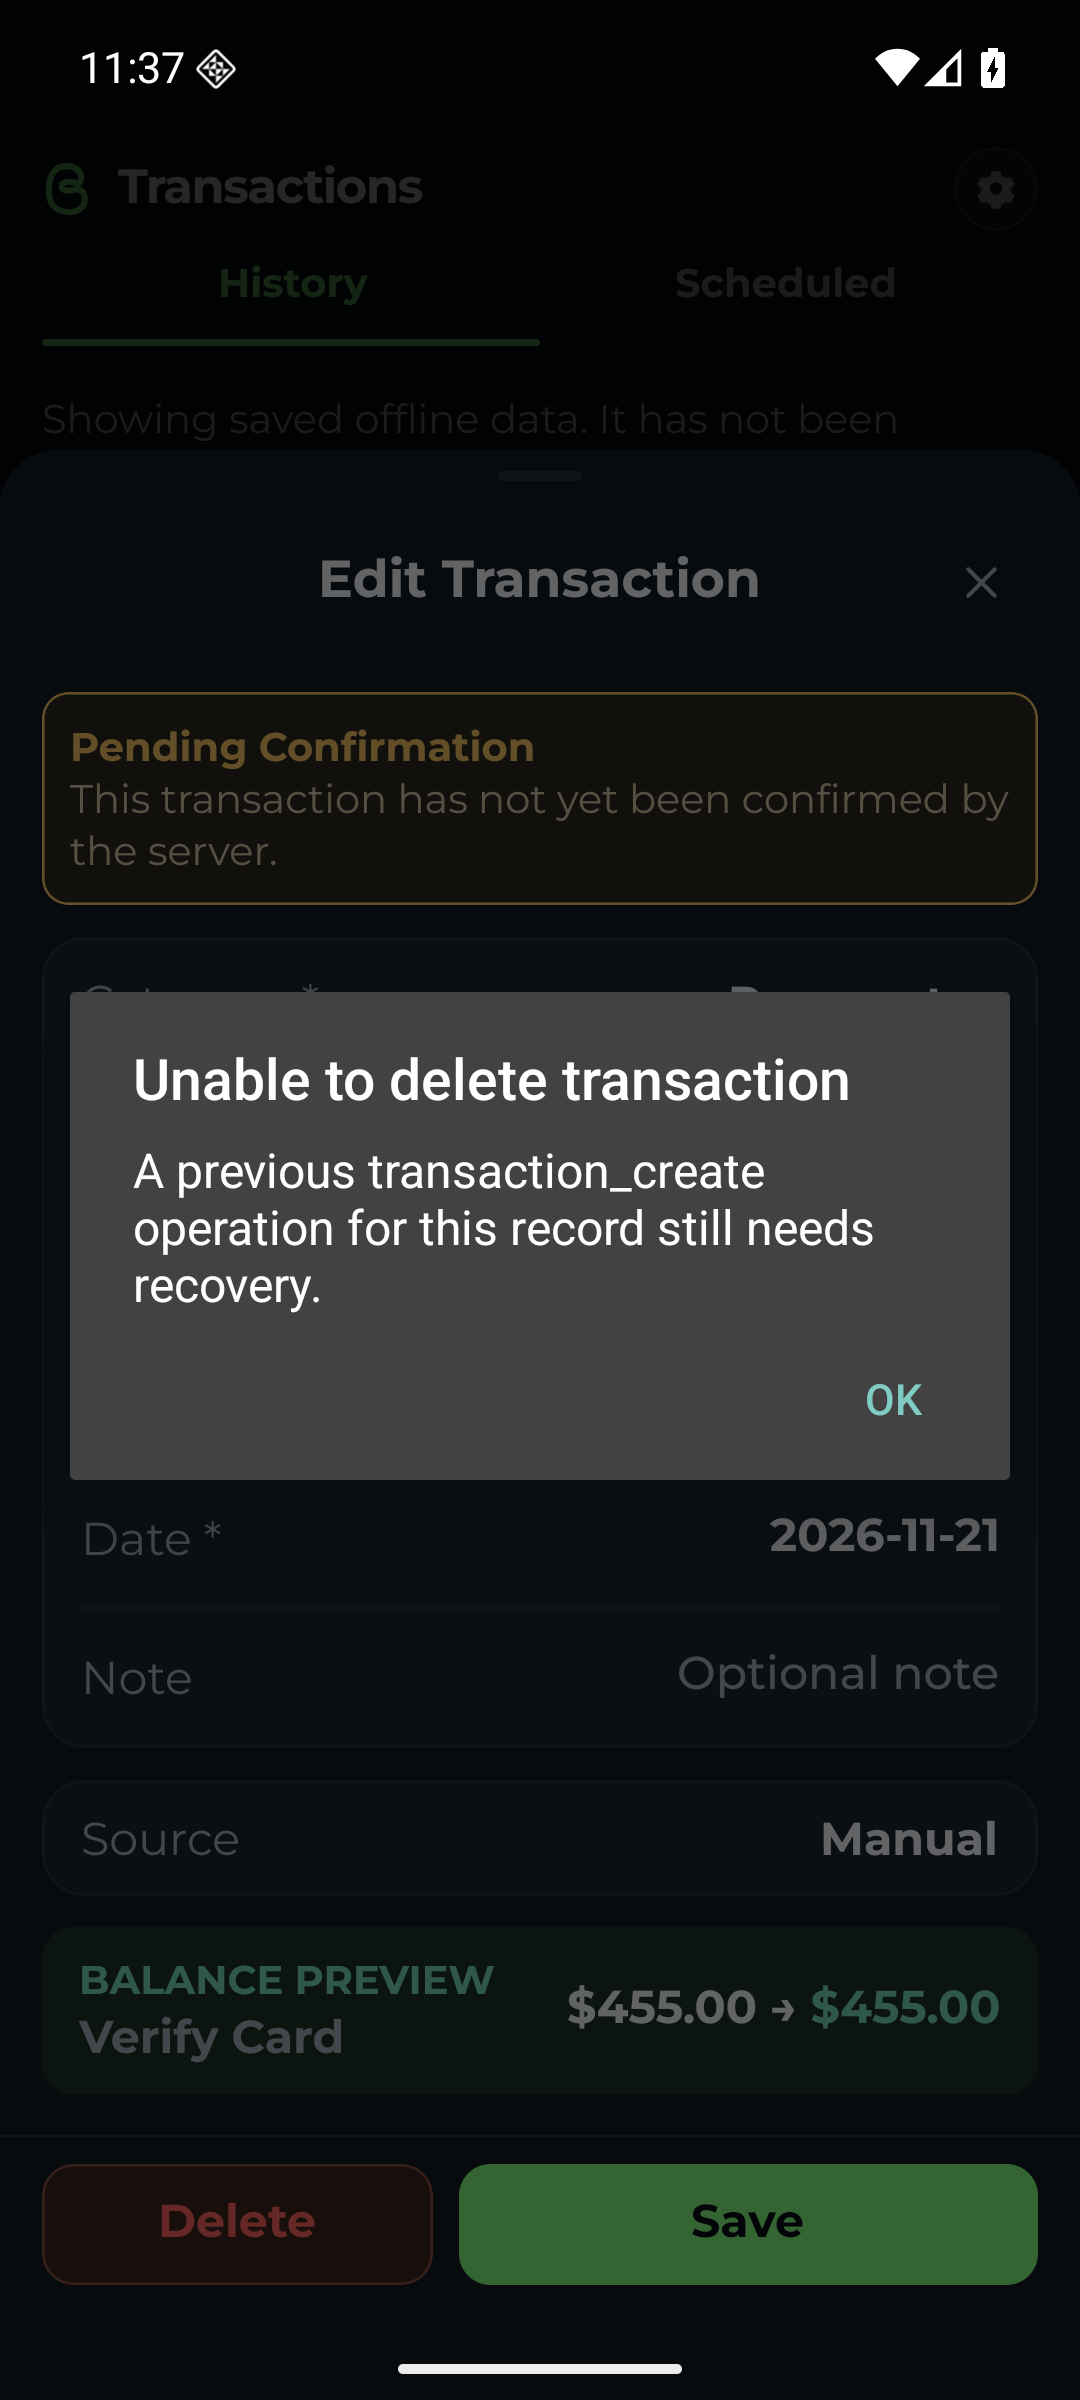 11:37
Transactions
History
Scheduled
Showing saved offline data. It has not been
Edit Transaction
Pending Confirmation
This transaction has not yet been confirmed by
the server.
Unable to delete transaction
A previous transaction_create
operation for this record still needs
recovery.
OK
Date *
2026-11-21
Note
Optional note
Source
Manual
BALANCE PREVIEW
Verify Card
$455.00 → $455.00
Delete
Save